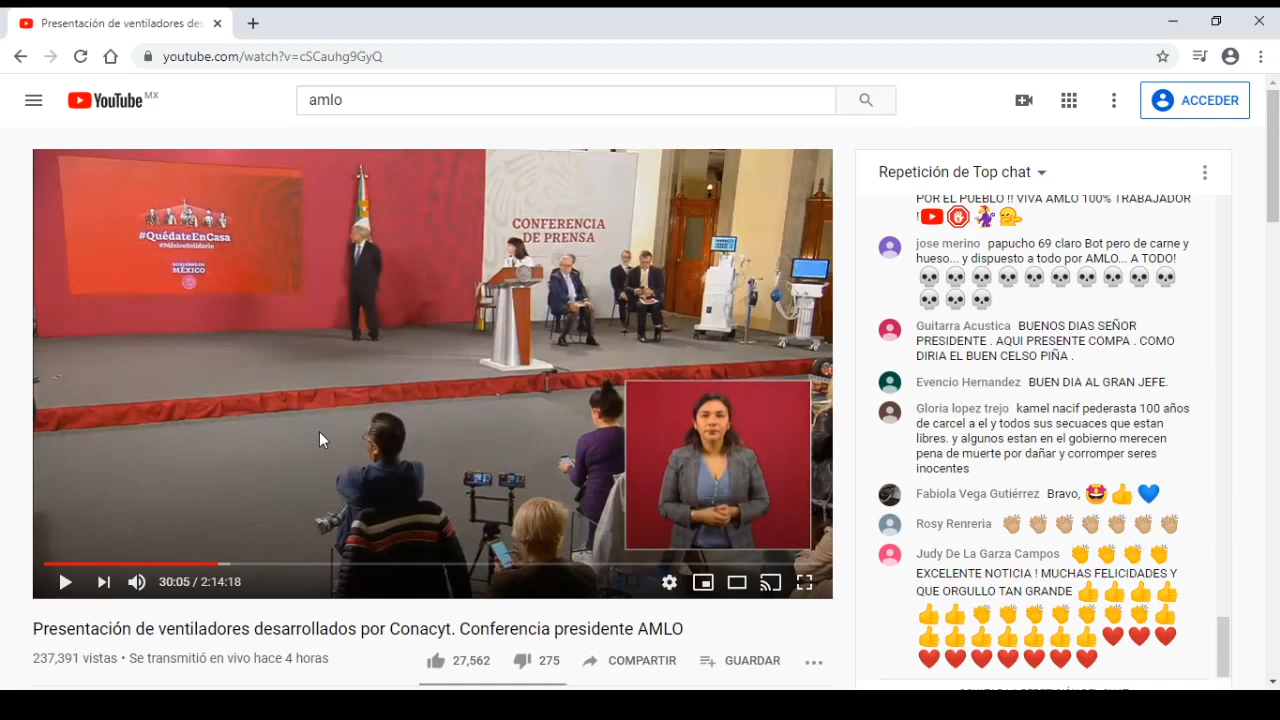 Presentación de ventiladores des
youtube.com/watch?v=cSCauhg9GyQ
YouTube MX
amlo
ACCEDER
#QuédateEnCasa
#MéxicoSolidario
GOBIERNO DE
MÉXICO
CONFERENCIA
DE PRENSA
30:05 / 2:14:18
Presentación de ventiladores desarrollados por Conacyt. Conferencia presidente AMLO
237,391 vistas • Se transmitió en vivo hace 4 horas
27,562
275
COMPARTIR
GUARDAR
Repetición de Top chat
POR EL PUEBLO !! VIVA AMLO 100% TRABAJADOR
!
jose merino papucho 69 claro Bot pero de carne y
hueso... y dispuesto a todo por AMLO... A TODO!
Guitarra Acustica BUENOS DIAS SEÑOR
PRESIDENTE . AQUI PRESENTE COMPA . COMO
DIRIA EL BUEN CELSO PIÑA .
Evencio Hernandez BUEN DIA AL GRAN JEFE.
Gloria lopez trejo kamel nacif pederasta 100 años
de carcel a el y todos sus secuaces que estan
libres. y algunos estan en el gobierno merecen
pena de muerte por dañar y corromper seres
inocentes
Fabiola Vega Gutiérrez Bravo,
Rosy Renreria
Judy De La Garza Campos
EXCELENTE NOTICIA ! MUCHAS FELICIDADES Y
QUE ORGULLO TAN GRANDE